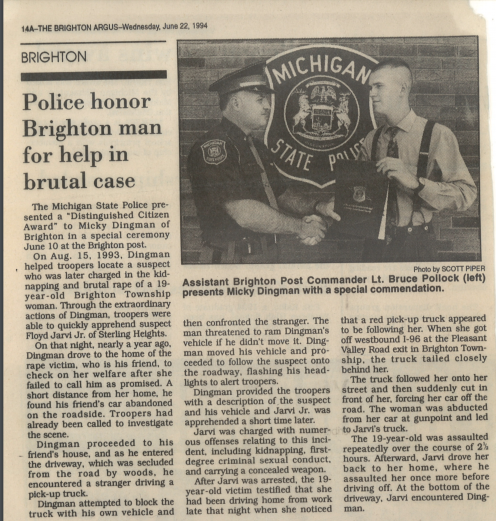 14A–THE BRIGHTON ARGUS–Wednesday, June 22, 1994
BRIGHTON
Police honor
Brighton man
for help in
brutal case
The Michigan State Police pre-
sented a "Distinguished Citizen
Award" to Micky Dingman of
Brighton in a special ceremony
June 10 at the Brighton post.
On Aug. 15, 1993, Dingman
helped troopers locate a suspect
who was later charged in the kid-
napping and brutal rape of a 19-
year-old Brighton Township
woman. Through the extraordinary
actions of Dingman, troopers were
able to quickly apprehend suspect
Floyd Jarvi Jr. of Sterling Heights.
On that night, nearly a year ago,
Dingman drove to the home of the
rape victim, who is his friend, to
check on her welfare after she
failed to call him as promised. A
short distance from her home, he
found his friend's car abandoned
on the roadside. Troopers had
already been called to investigate
the scene.
Dingman proceeded to his
friend's house, and as he entered
the driveway, which was secluded
from the road by woods, he
encountered a stranger driving a
pick-up truck.
Dingman attempted to block the
truck with his own vehicle and
MICHIGAN
STATE POLICE
Photo by SCOTT PIPER
Assistant Brighton Post Commander Lt. Bruce Pollock (left)
presents Micky Dingman with a special commendation.
then confronted the stranger. The
man threatened to ram Dingman's
vehicle if he didn't move it. Ding-
man moved his vehicle and pro-
ceeded to follow the suspect onto
the roadway, flashing his head-
lights to alert troopers.
Dingman provided the troopers
with a description of the suspect
and his vehicle and Jarvi Jr. was
apprehended a short time later.
Jarvi was charged with numer-
ous offenses relating to this inci-
dent, including kidnapping, first-
degree criminal sexual conduct,
and carrying a concealed weapon.
After Jarvi was arrested, the 19-
year-old victim testified that she
had been driving home from work
late that night when she noticed
that a red pick-up truck appeared
to be following her. When she got
off westbound I-96 at the Pleasant
Valley Road exit in Brighton Town-
ship, the truck tailed closely
behind her.
The truck followed her onto her
street and then suddenly cut in
front of her, forcing her car off the
road. The woman was abducted
from her car at gunpoint and led
to Jarvi's truck.
The 19-year-old was assaulted
repeatedly over the course of 2½
hours. Afterward, Jarvi drove her
back to her home, where he
assaulted her once more before
driving off. At the bottom of the
driveway, Jarvi encountered Ding-
man.